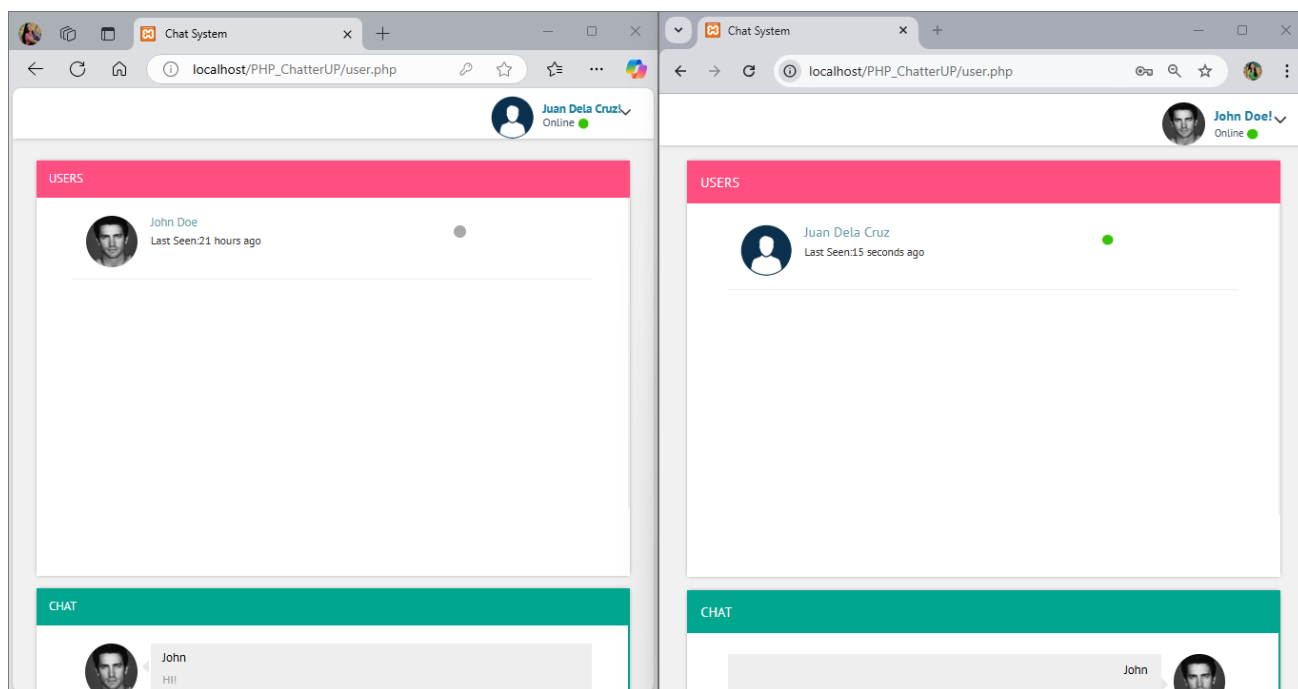 Chat System
localhost/PHP_ChatterUP/user.php
Juan Dela Cruz!
Online
USERS
John Doe
Last Seen:21 hours ago
CHAT
John
HI!
Chat System
localhost/PHP_ChatterUP/user.php
John Doe!
Online
USERS
Juan Dela Cruz
Last Seen:15 seconds ago
CHAT
John